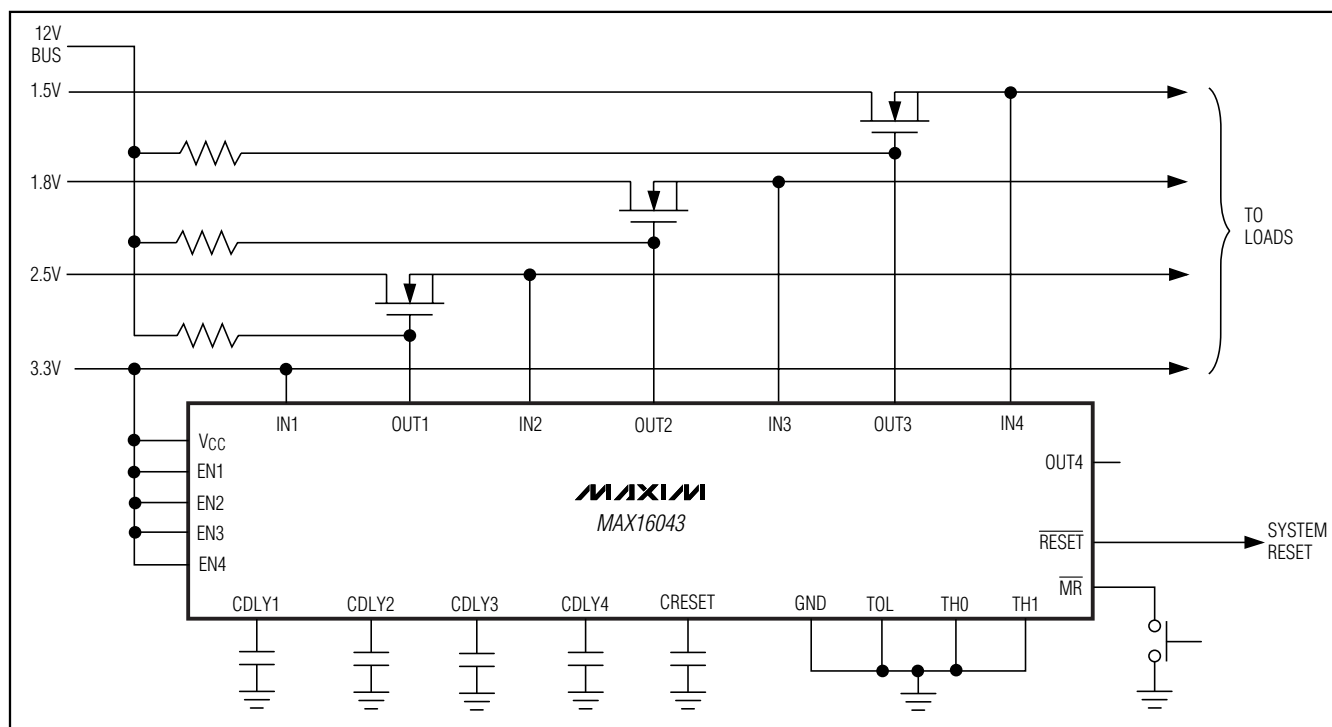 12V
BUS
1.5V
1.8V
2.5V
3.3V
TO
LOADS
IN1
OUT1
IN2
OUT2
IN3
OUT3
IN4
VCC
EN1
EN2
EN3
EN4
OUT4
MAXIM
MAX16043
RESET
SYSTEM
RESET
MR
CDLY1
CDLY2
CDLY3
CDLY4
CRESET
GND
TOL
TH0
TH1